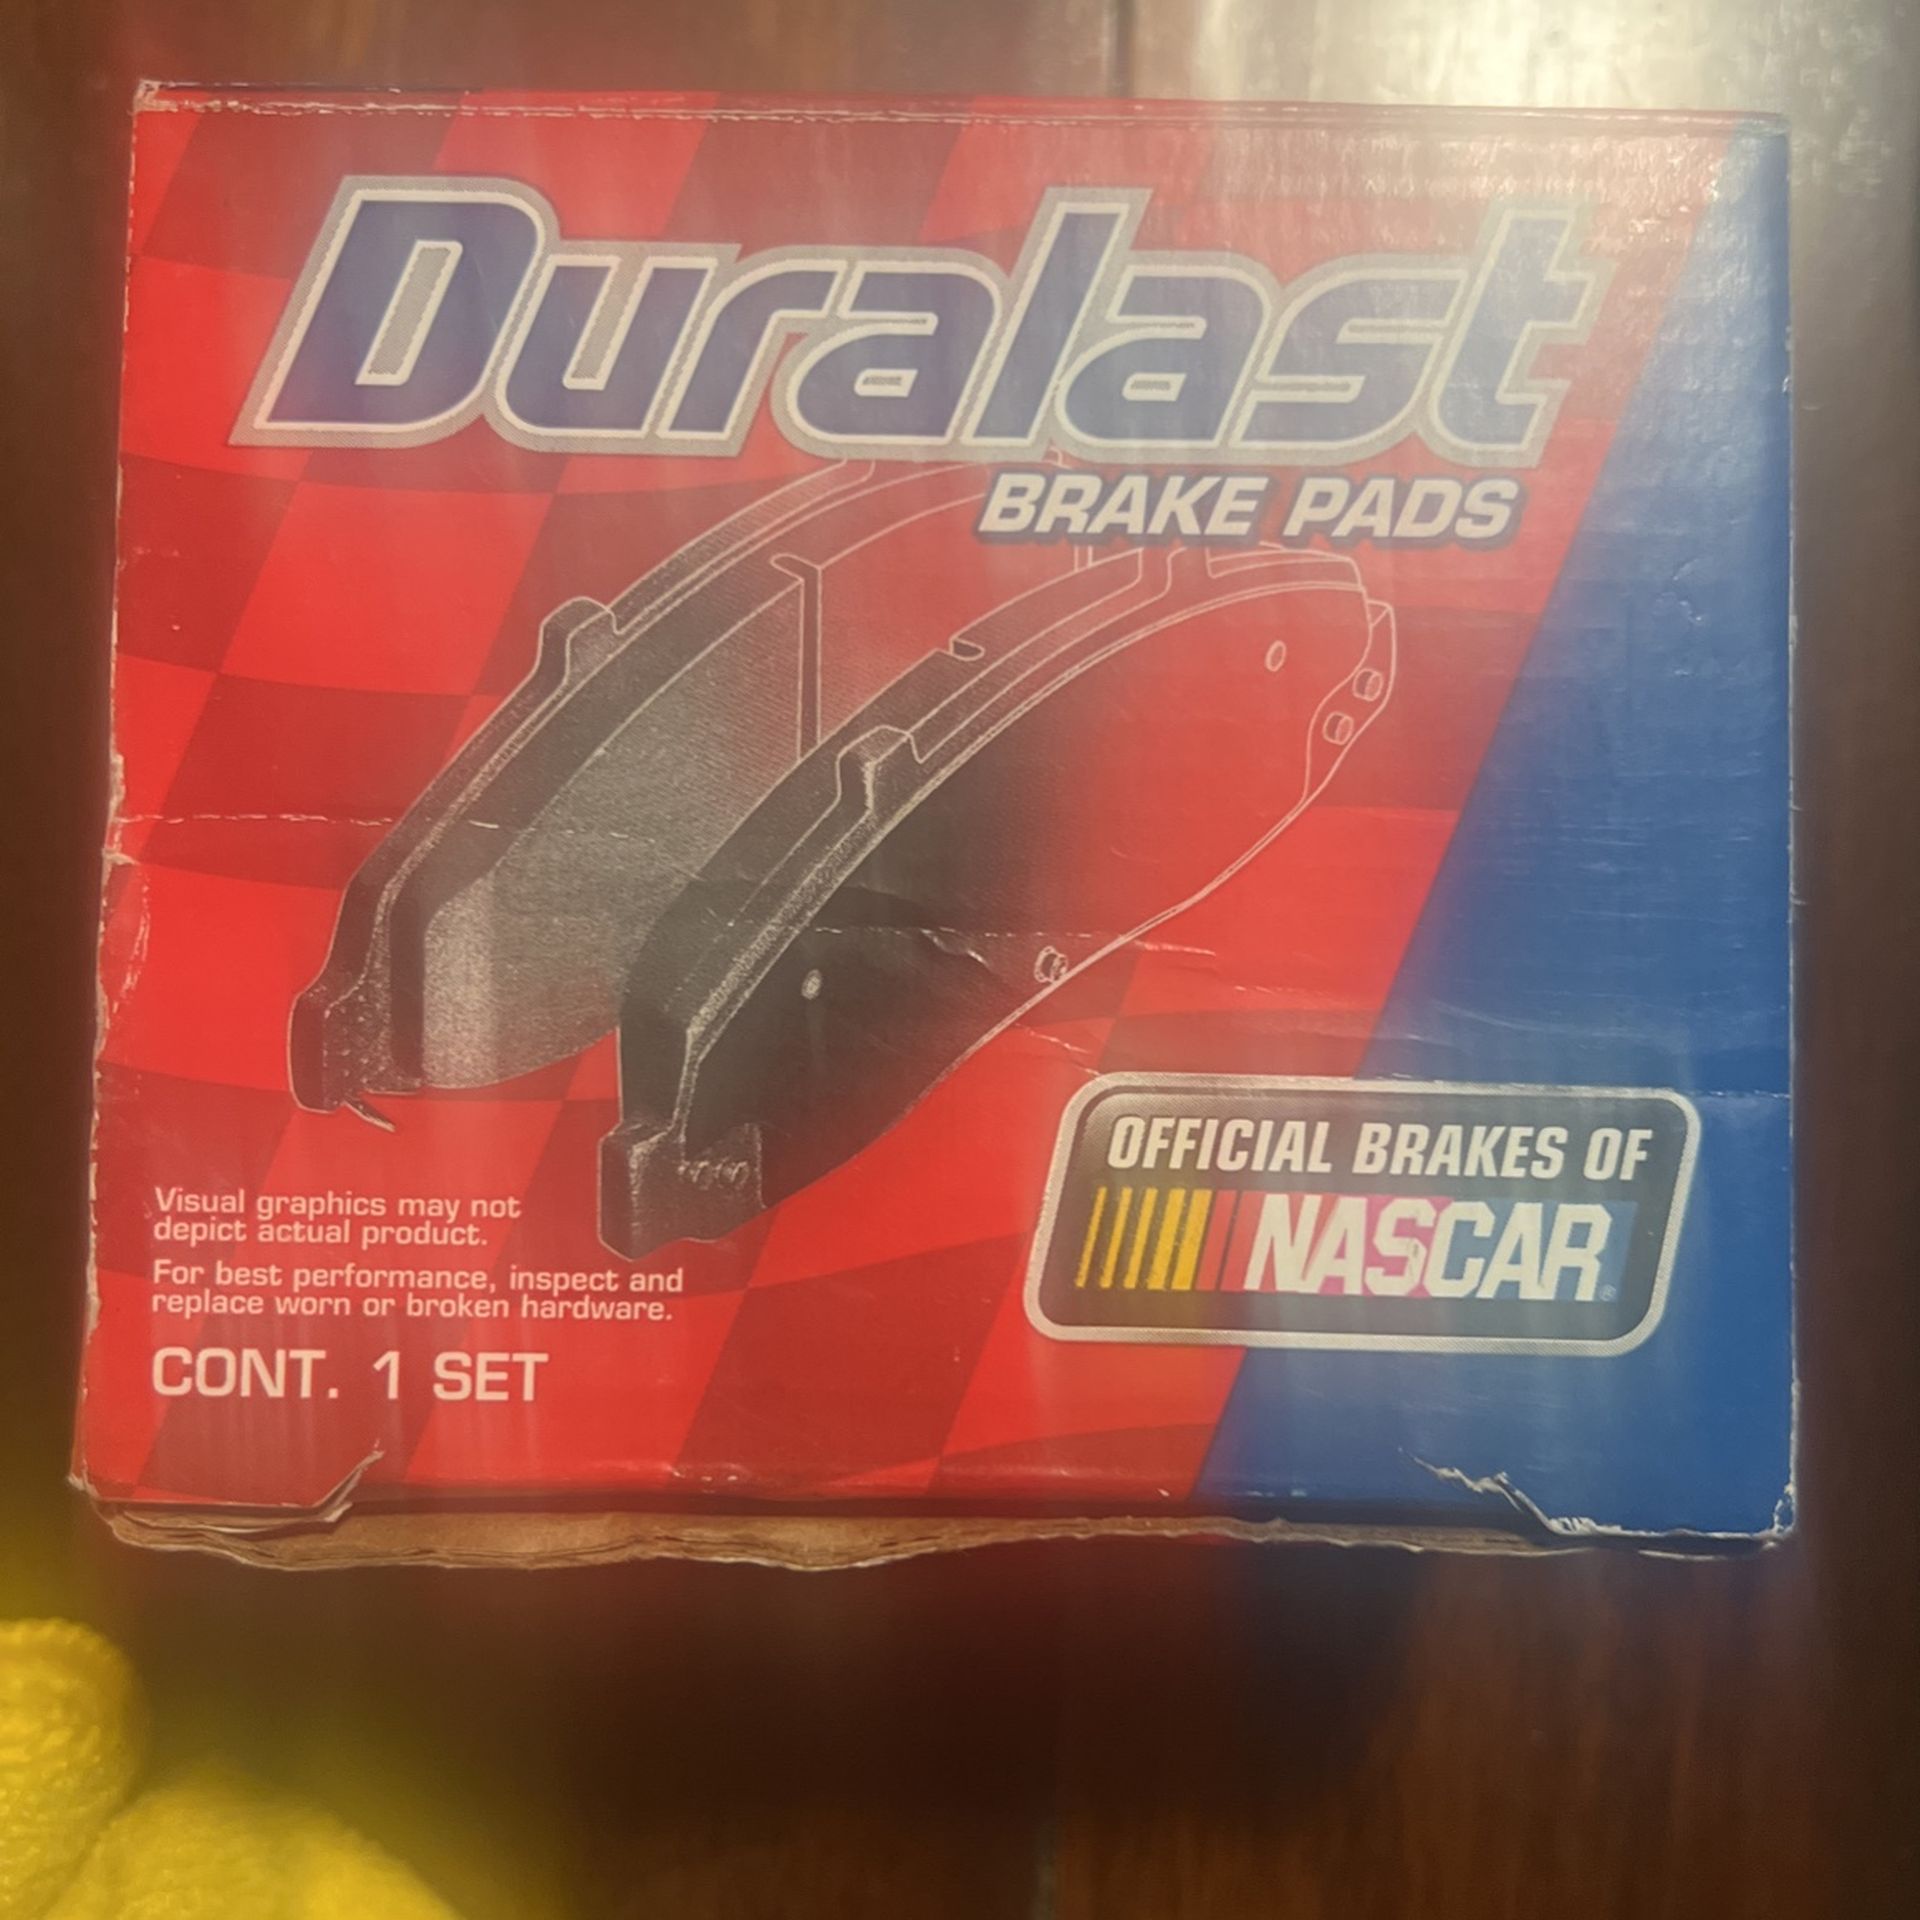 Duralast
BRAKE PADS
Visual graphics may not
depict actual product.
For best performance, inspect and
replace worn or broken hardware.
CONT. 1 SET
OFFICIAL BRAKES OF
NASCAR®